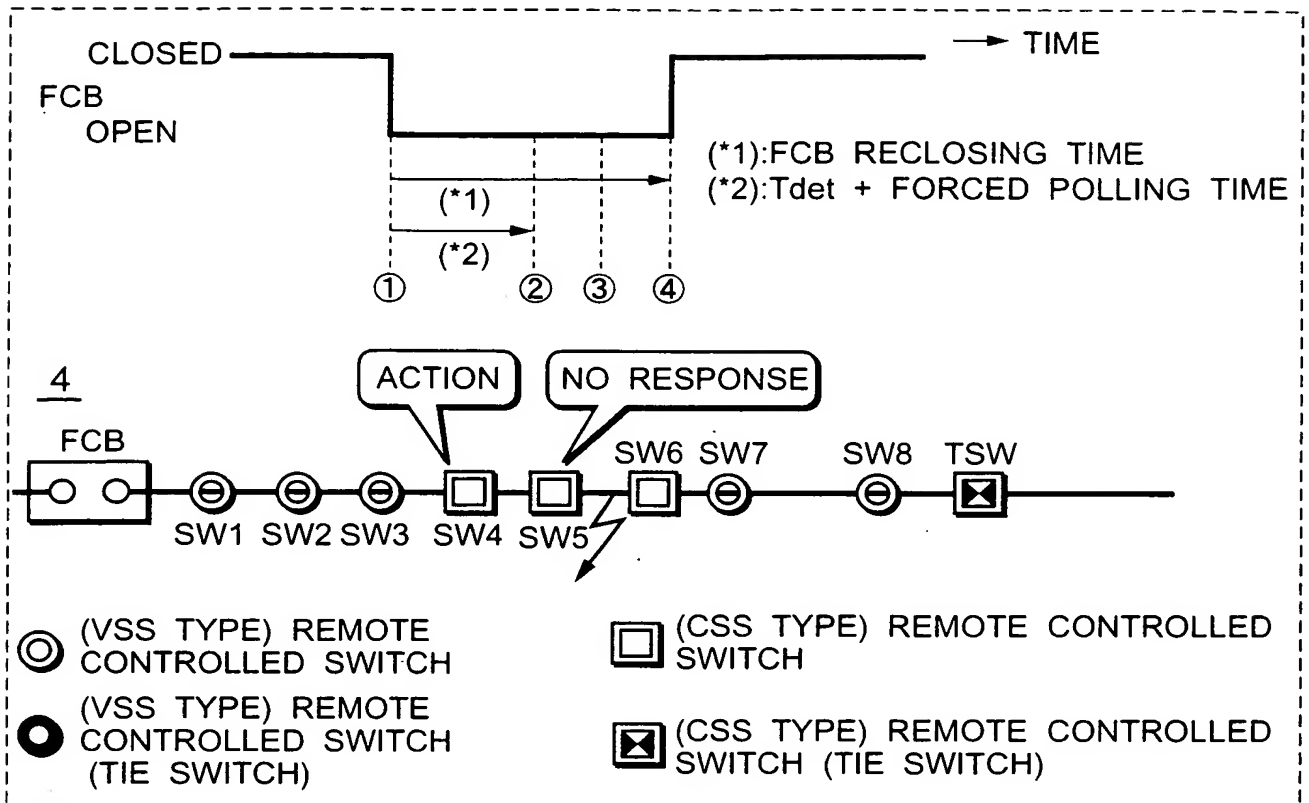 CLOSED
→ TIME
FCB
OPEN
(*1):FCB RECLOSING TIME
(*2):Tdet + FORCED POLLING TIME
(*1)
(*2)
① ② ③ ④
4
ACTION
NO RESPONSE
FCB
SW6 SW7 SW8 TSW
SW1 SW2 SW3 SW4 SW5
(VSS TYPE) REMOTE
CONTROLLED SWITCH
(CSS TYPE) REMOTE CONTROLLED
SWITCH
(VSS TYPE) REMOTE
CONTROLLED SWITCH
(TIE SWITCH)
(CSS TYPE) REMOTE CONTROLLED
SWITCH (TIE SWITCH)